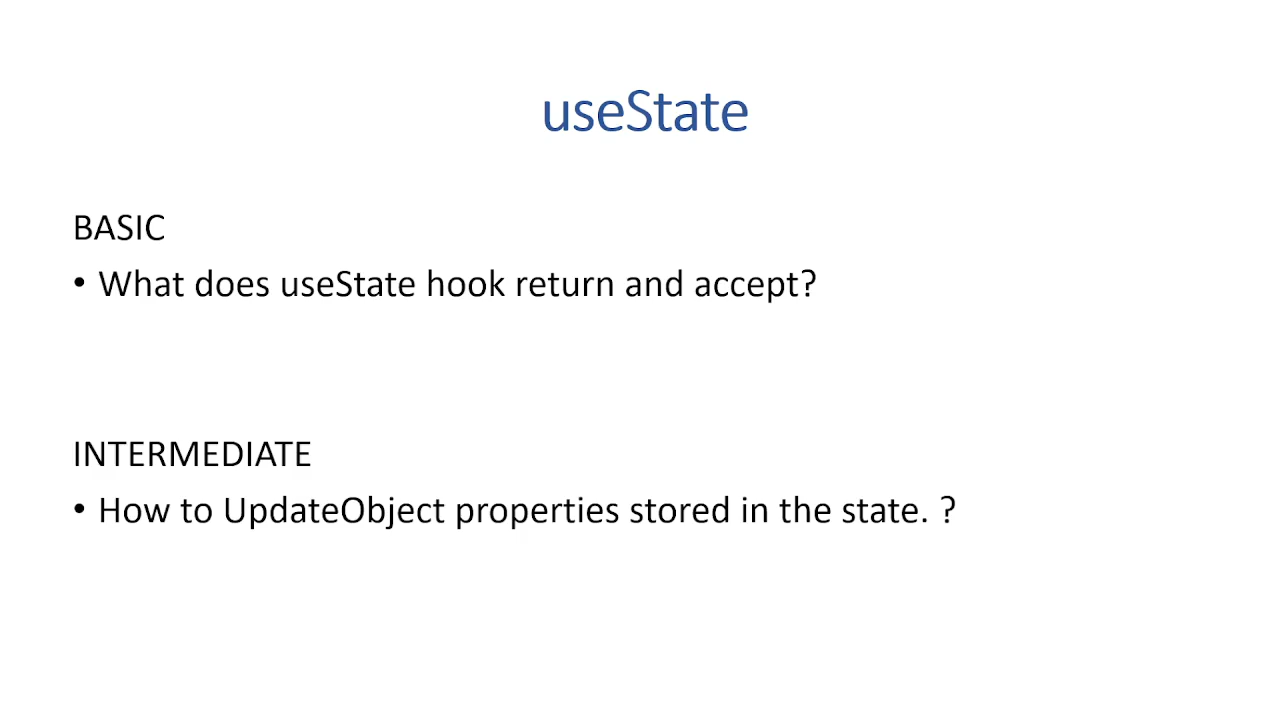 useState
BASIC
• What does useState hook return and accept?
INTERMEDIATE
• How to UpdateObject properties stored in the state. ?